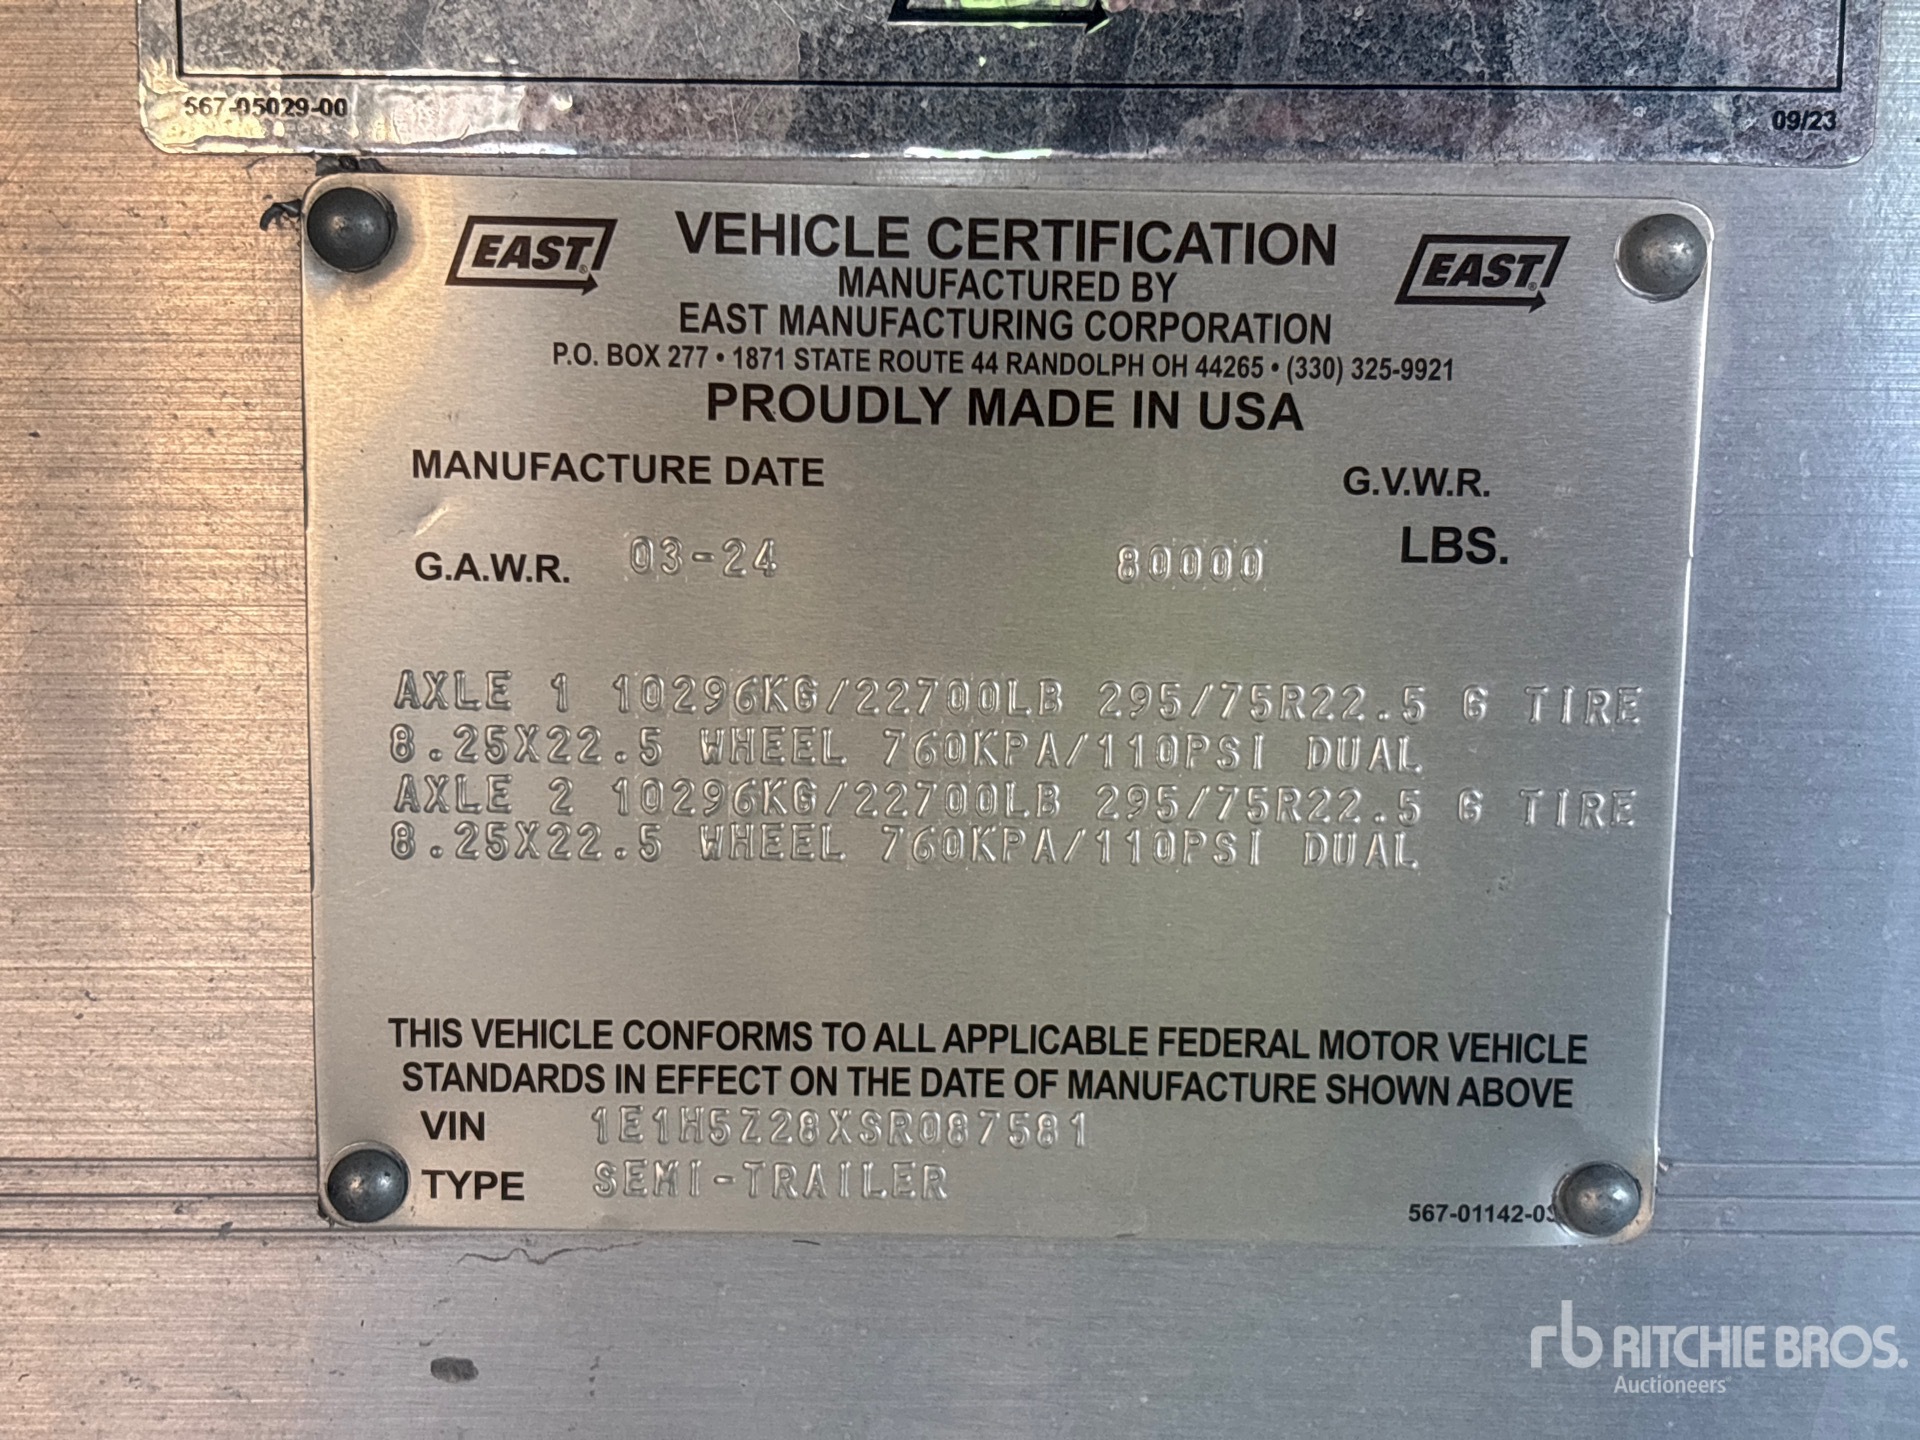 567-05029-00
09/23
EAST
VEHICLE CERTIFICATION
EAST
MANUFACTURED BY
EAST MANUFACTURING CORPORATION
P.O. BOX 277 • 1871 STATE ROUTE 44 RANDOLPH OH 44265 • (330) 325-9921
PROUDLY MADE IN USA
MANUFACTURE DATE
G.V.W.R.
G.A.W.R.
03-24
80000
LBS.
AXLE 1 10296KG/22700LB 295/75R22.5 G TIRE
8.25X22.5 WHEEL 760KPA/110PSI DUAL
AXLE 2 10296KG/22700LB 295/75R22.5 G TIRE
8.25X22.5 WHEEL 760KPA/110PSI DUAL
THIS VEHICLE CONFORMS TO ALL APPLICABLE FEDERAL MOTOR VEHICLE
STANDARDS IN EFFECT ON THE DATE OF MANUFACTURE SHOWN ABOVE
VIN 1E1H5Z28XSR087581
TYPE SEMI-TRAILER
rb RITCHIE BROS.
Auctioneers